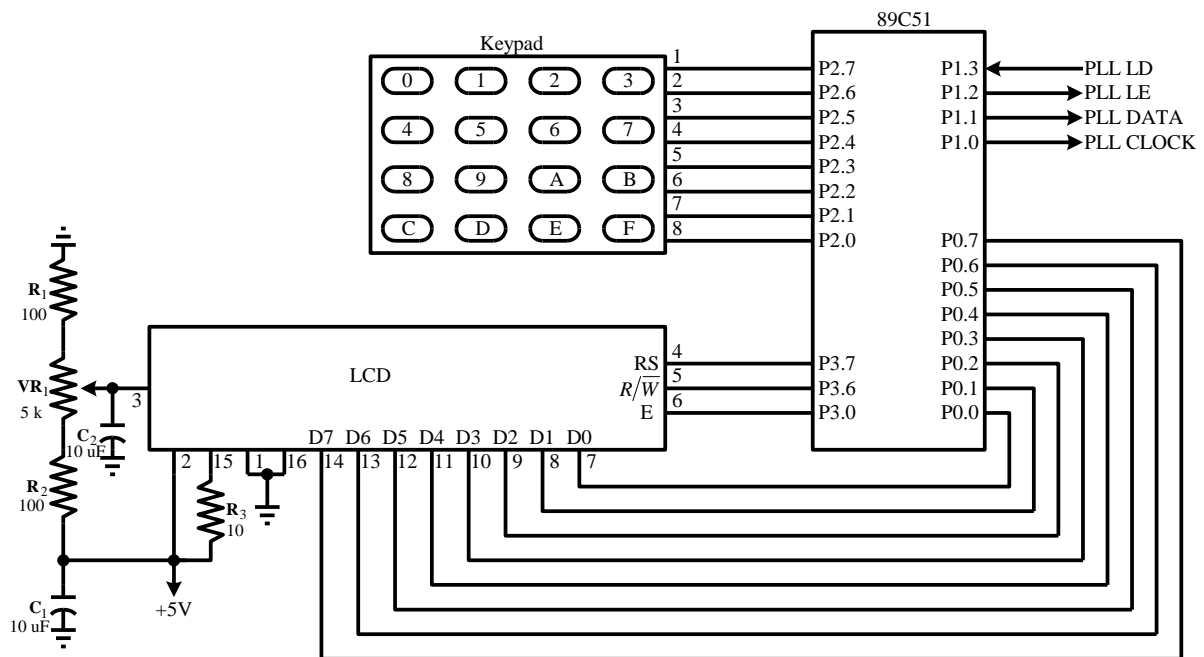 89C51
Keypad
0 1 2 3
4 5 6 7
8 9 A B
C D E F
1
2
3
4
5
6
7
8
P2.7
P2.6
P2.5
P2.4
P2.3
P2.2
P2.1
P2.0
P1.3
P1.2
P1.1
P1.0
PLL LD
PLL LE
PLL DATA
PLL CLOCK
P0.7
P0.6
P0.5
P0.4
P0.3
P0.2
P0.1
P0.0
P3.7
P3.6
P3.0
R₁
100
VR₁
5 k
R₂
100
C₂
10 uF
C₁
10 uF
3
LCD
RS
R/W̅
E
4
5
6
D7 D6 D5 D4 D3 D2 D1 D0
2 15 1 16 14 13 12 11 10 9 8 7
R₃
10
+5V